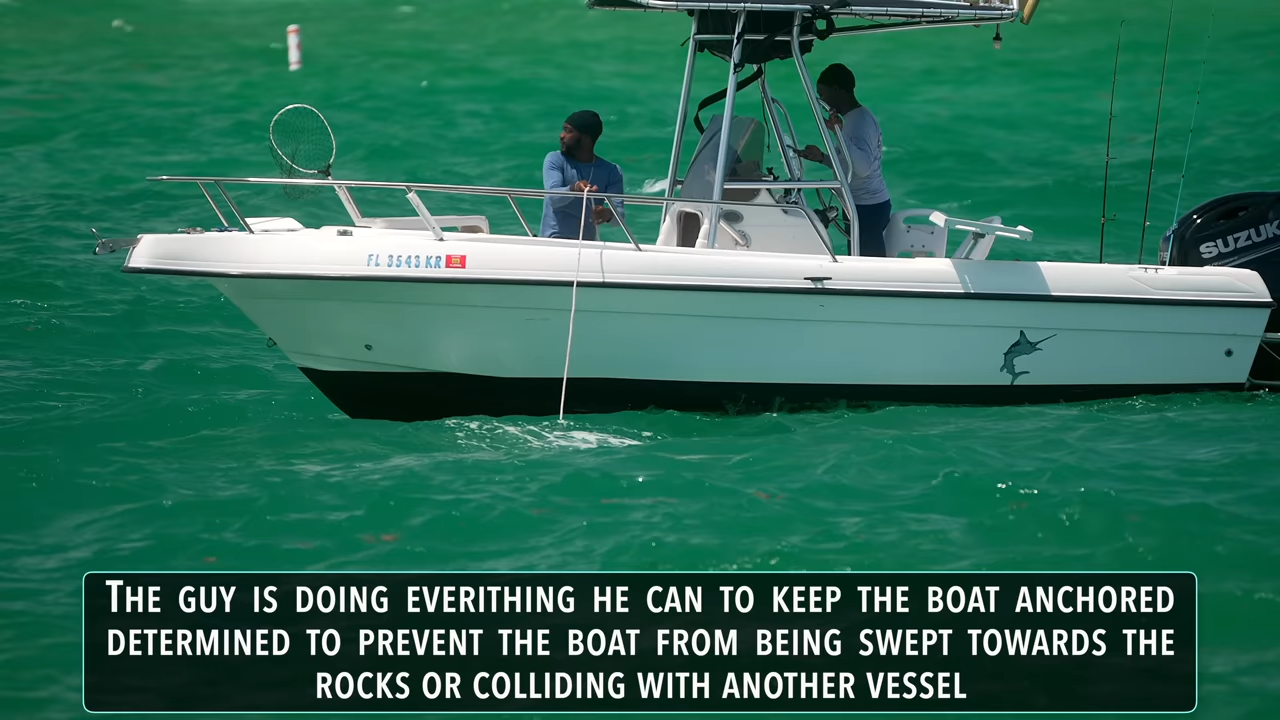 FL 3543 KR
SUZUK
THE GUY IS DOING EVERITHING HE CAN TO KEEP THE BOAT ANCHORED
DETERMINED TO PREVENT THE BOAT FROM BEING SWEPT TOWARDS THE
ROCKS OR COLLIDING WITH ANOTHER VESSEL